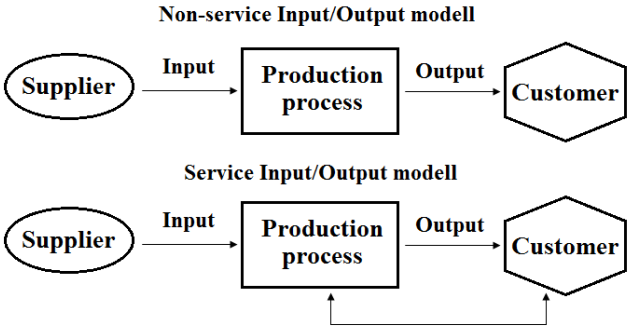 Non-service Input/Output modell
Supplier
Input
Production
process
Output
Customer
Service Input/Output modell
Supplier
Input
Production
process
Output
Customer